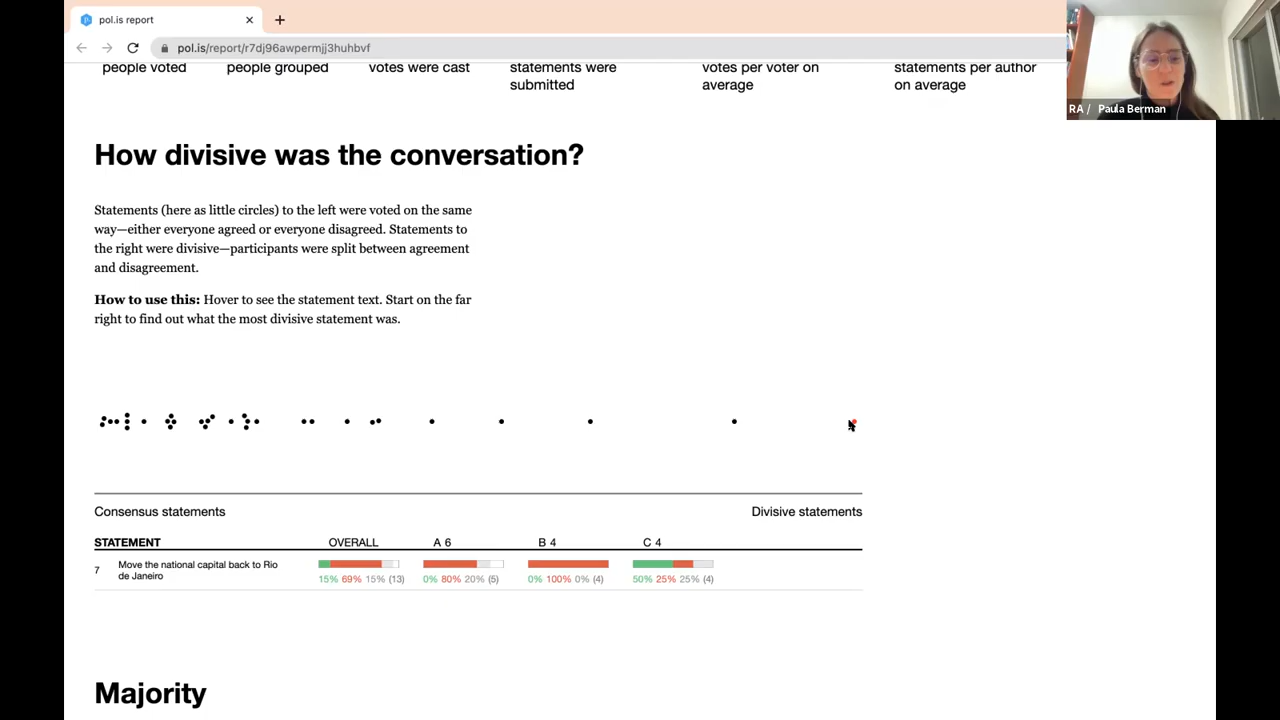 pol.is report
pol.is/report/r7dj96awpermjj3huhbvf
RA / Paula Berman
people voted
people grouped
votes were cast
statements were
submitted
votes per voter on
average
statements per author
on average
How divisive was the conversation?
Statements (here as little circles) to the left were voted on the same
way—either everyone agreed or everyone disagreed. Statements to
the right were divisive—participants were split between agreement
and disagreement.
How to use this: Hover to see the statement text. Start on the far
right to find out what the most divisive statement was.
Consensus statements
Divisive statements
STATEMENT OVERALL A 6 B 4 C 4
7 Move the national capital back to Rio
de Janeiro
15% 69% 15% (13) 0% 80% 20% (5) 0% 100% 0% (4) 50% 25% 25% (4)
Majority